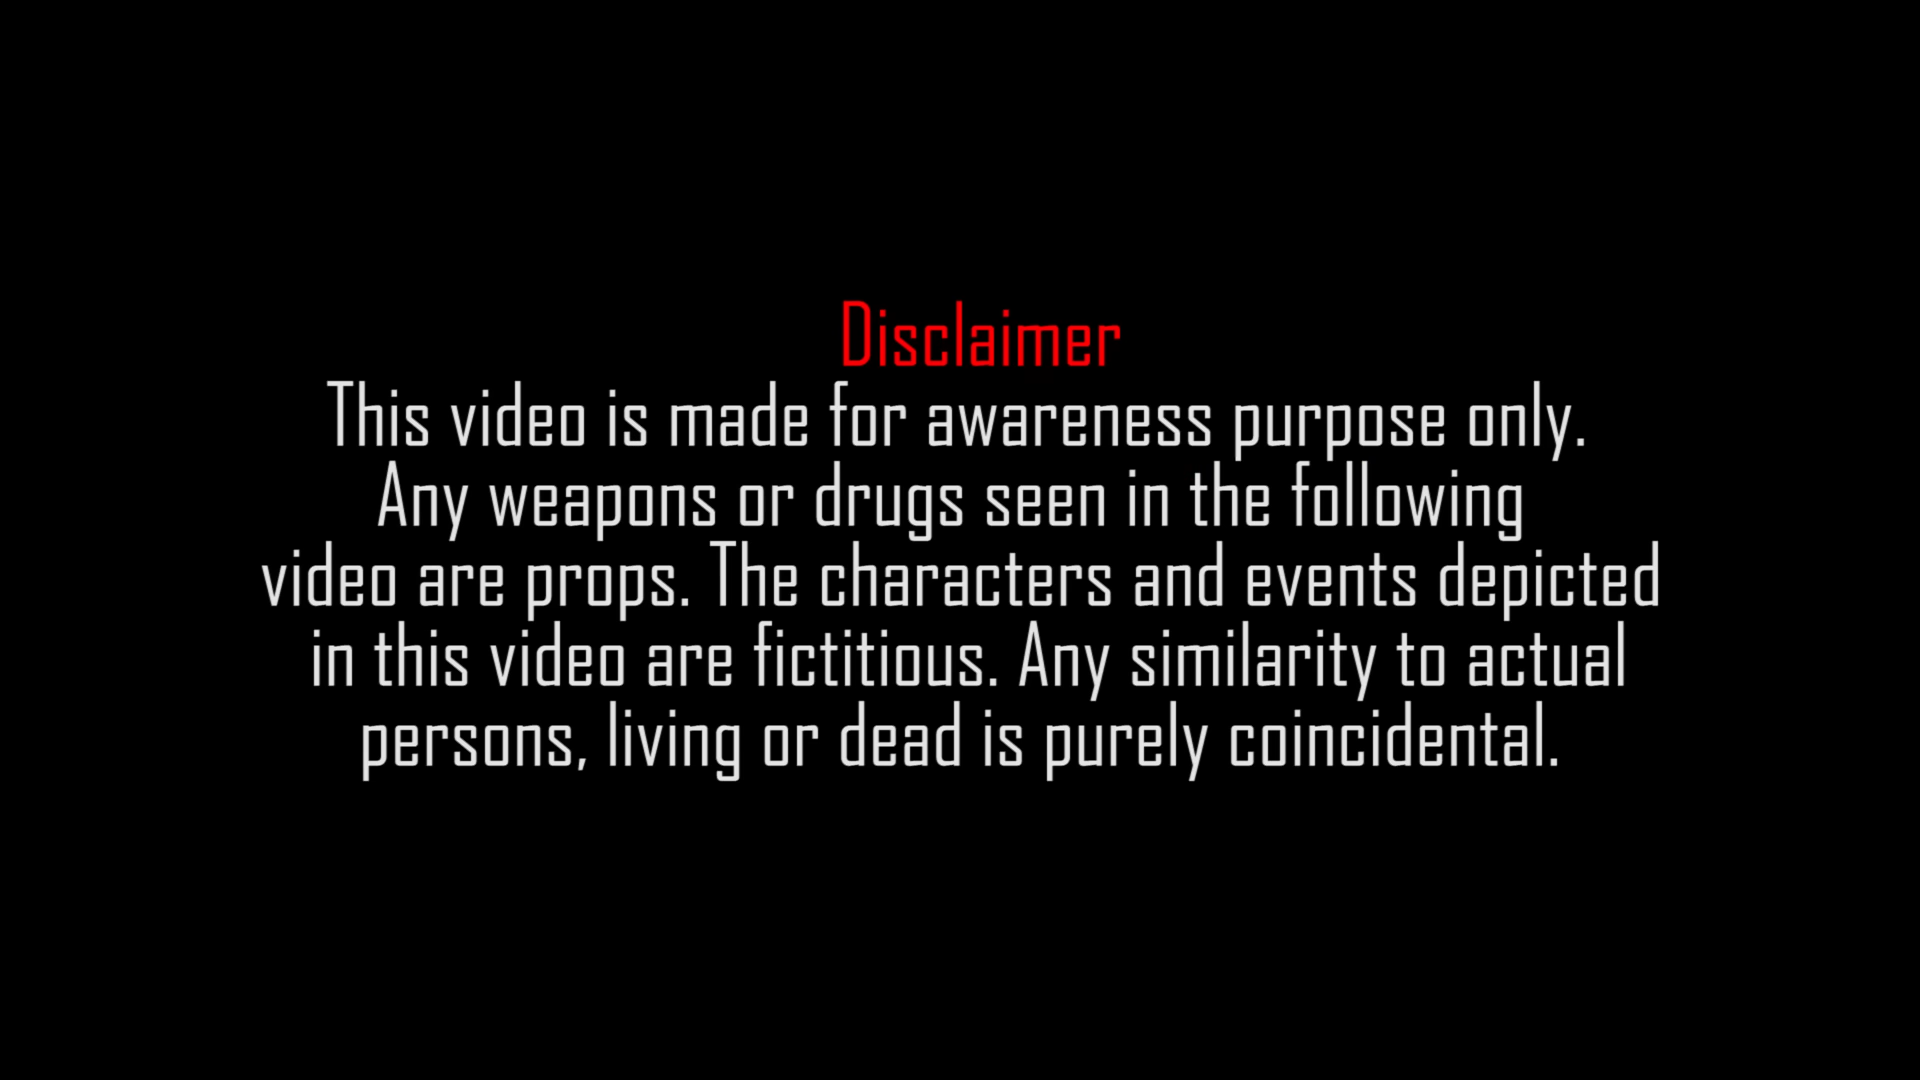 Disclaimer
This video is made for awareness purpose only.
Any weapons or drugs seen in the following
video are props. The characters and events depicted
in this video are fictitious. Any similarity to actual
persons, living or dead is purely coincidental.